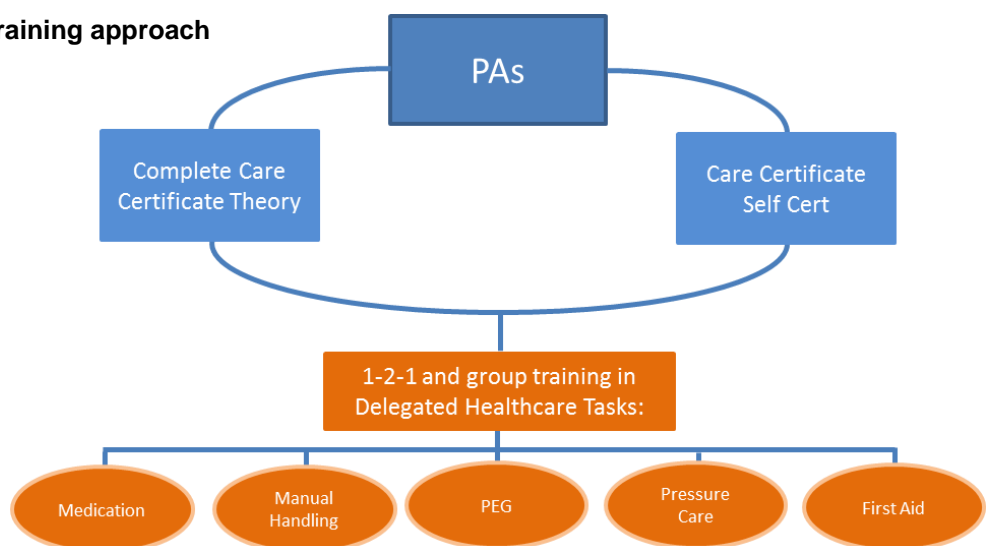 raining approach
PAs
Complete Care
Certificate Theory
Care Certificate
Self Cert
1-2-1 and group training in
Delegated Healthcare Tasks:
Medication
Manual
Handling
PEG
Pressure
Care
First Aid